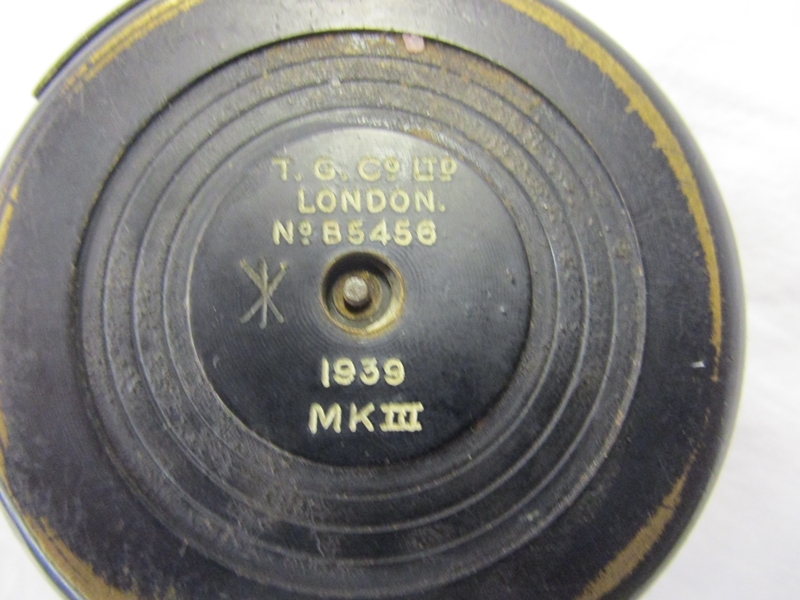 T. G. Cº Lᵀᴰ
LONDON.
Nº B5456
1939
MK III